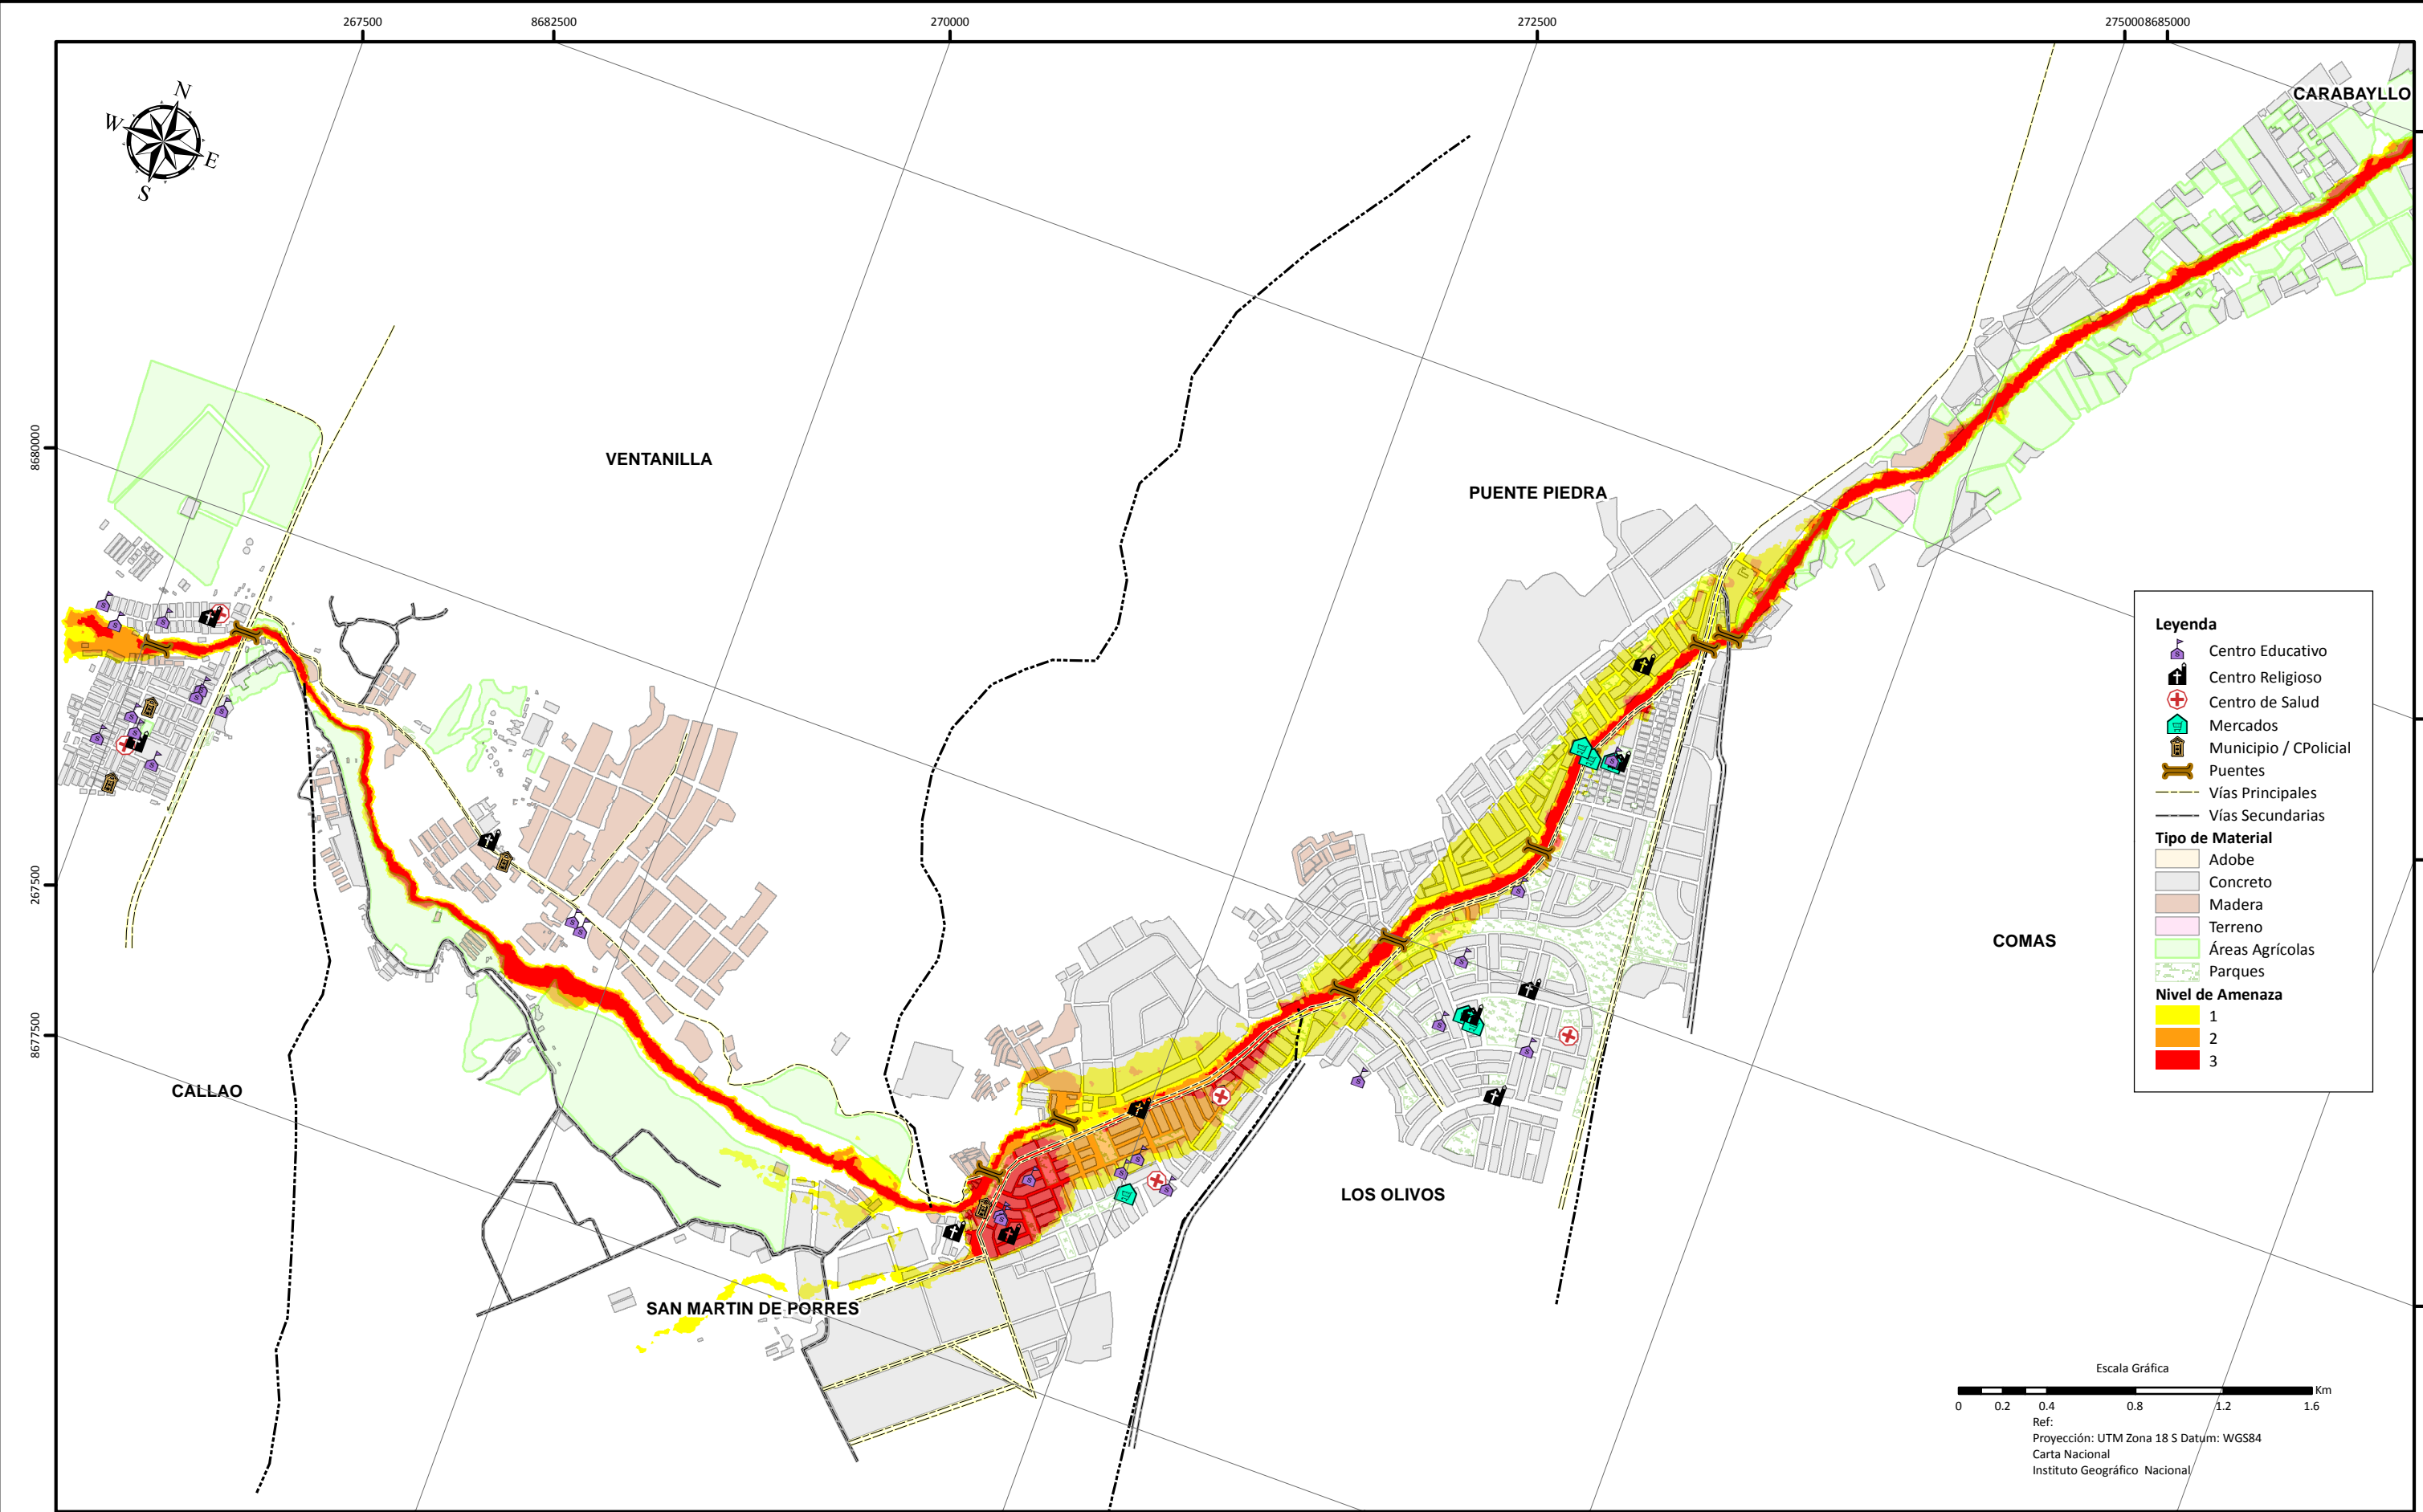 267500
8682500
270000
272500
275000
8685000
N
W
E
S
CARABAYLLO
8680000
VENTANILLA
PUENTE PIEDRA
267500
COMAS
8677500
CALLAO
LOS OLIVOS
SAN MARTIN DE PORRES
Leyenda
Centro Educativo
Centro Religioso
Centro de Salud
Mercados
Municipio / CPolicial
Puentes
Vías Principales
Vías Secundarias
Tipo de Material
Adobe
Concreto
Madera
Terreno
Áreas Agrícolas
Parques
Nivel de Amenaza
1
2
3
Escala Gráfica
Km
0 0.2 0.4 0.8 1.2 1.6
Ref:
Proyección: UTM Zona 18 S Datum: WGS84
Carta Nacional
Instituto Geográfico Nacional